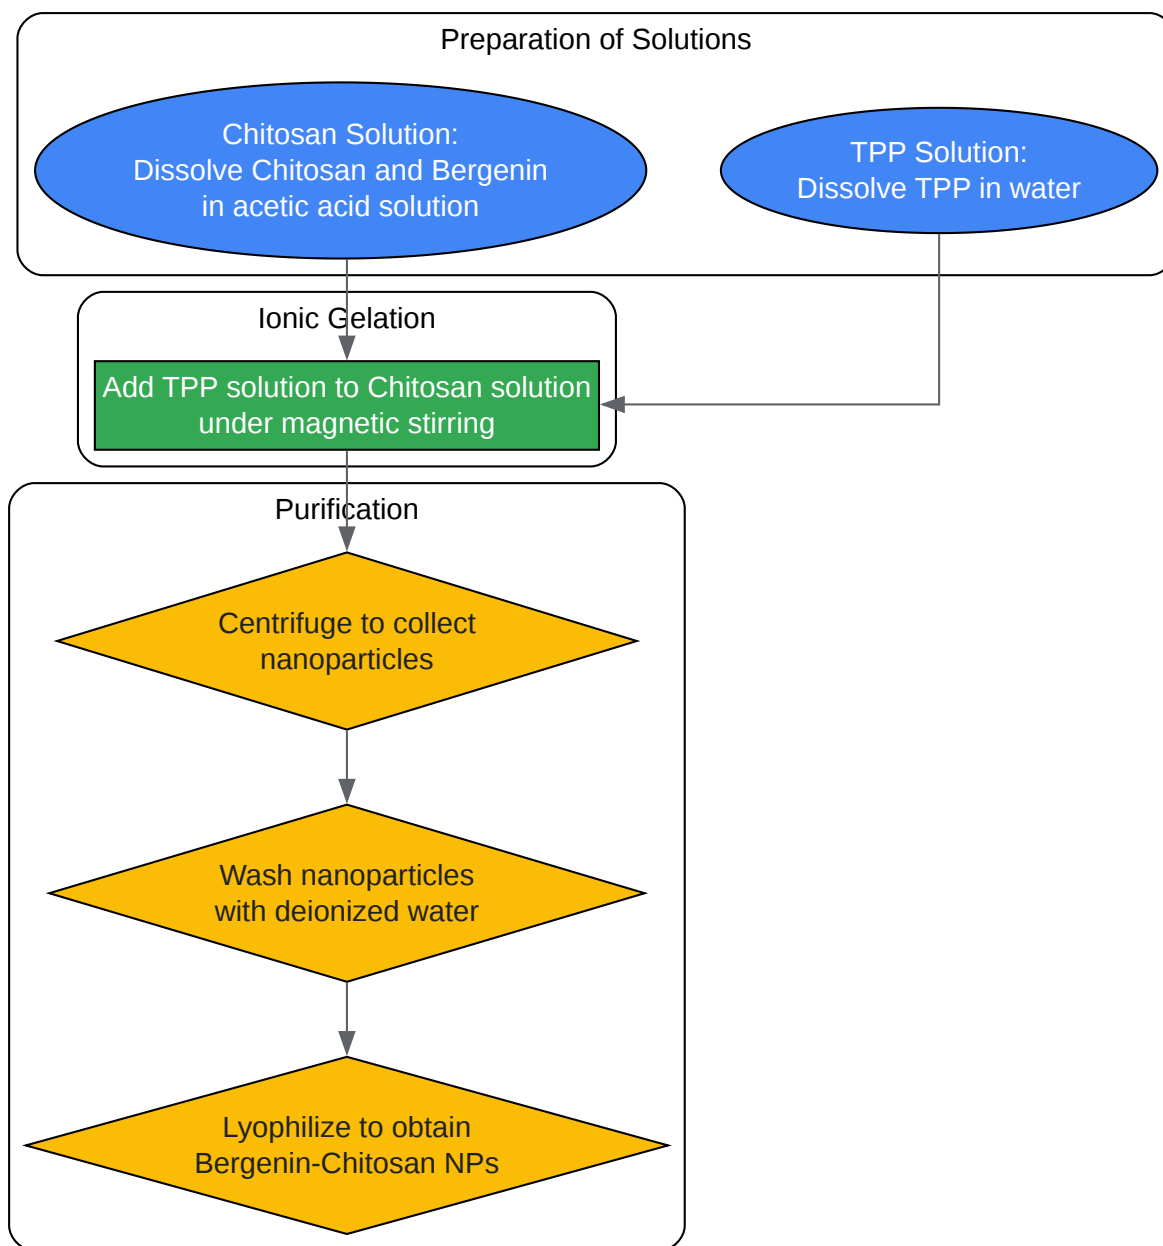 Preparation of Solutions
Chitosan Solution:
Dissolve Chitosan and Bergenin
in acetic acid solution
TPP Solution:
Dissolve TPP in water
Ionic Gelation
Add TPP solution to Chitosan solution
under magnetic stirring
Purification
Centrifuge to collect
nanoparticles
Wash nanoparticles
with deionized water
Lyophilize to obtain
Bergenin-Chitosan NPs